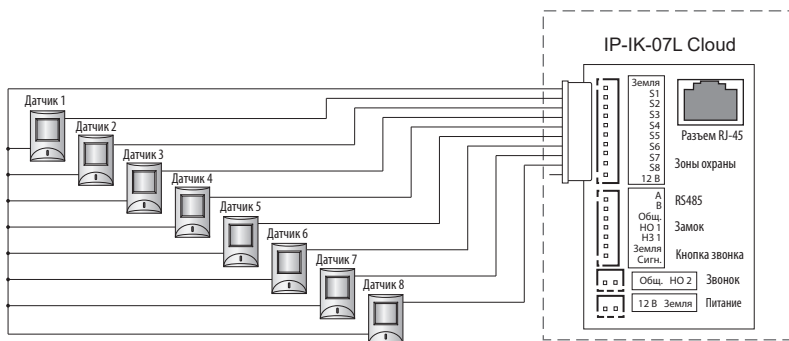 IP-IK-07L Cloud
Датчик 1
Датчик 2
Датчик 3
Датчик 4
Датчик 5
Датчик 6
Датчик 7
Датчик 8
Земля
S1
S2
S3
S4
S5
S6
S7
S8
12 В
Разъем RJ-45
Зоны охраны
A
B
Общ.
НО 1
НЗ 1
Земля
Сигн.
RS485
Замок
Кнопка звонка
Общ. НО 2 Звонок
12 В Земля Питание